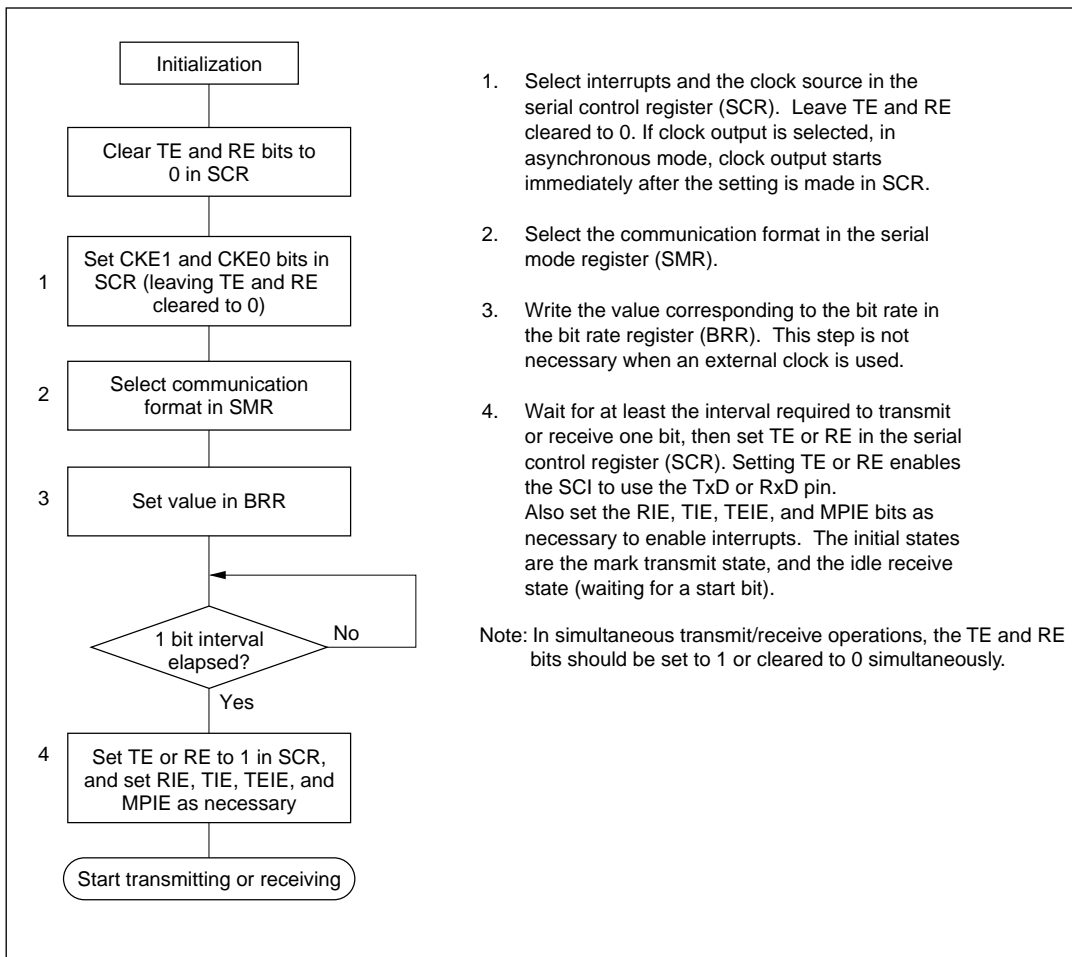 Initialization
Clear TE and RE bits to
0 in SCR
1
Set CKE1 and CKE0 bits in
SCR (leaving TE and RE
cleared to 0)
2
Select communication
format in SMR
3
Set value in BRR
1 bit interval
elapsed?
No
Yes
4
Set TE or RE to 1 in SCR,
and set RIE, TIE, TEIE, and
MPIE as necessary
Start transmitting or receiving
1. Select interrupts and the clock source in the
serial control register (SCR). Leave TE and RE
cleared to 0. If clock output is selected, in
asynchronous mode, clock output starts
immediately after the setting is made in SCR.
2. Select the communication format in the serial
mode register (SMR).
3. Write the value corresponding to the bit rate in
the bit rate register (BRR). This step is not
necessary when an external clock is used.
4. Wait for at least the interval required to transmit
or receive one bit, then set TE or RE in the serial
control register (SCR). Setting TE or RE enables
the SCI to use the TxD or RxD pin.
Also set the RIE, TIE, TEIE, and MPIE bits as
necessary to enable interrupts. The initial states
are the mark transmit state, and the idle receive
state (waiting for a start bit).
Note: In simultaneous transmit/receive operations, the TE and RE
bits should be set to 1 or cleared to 0 simultaneously.